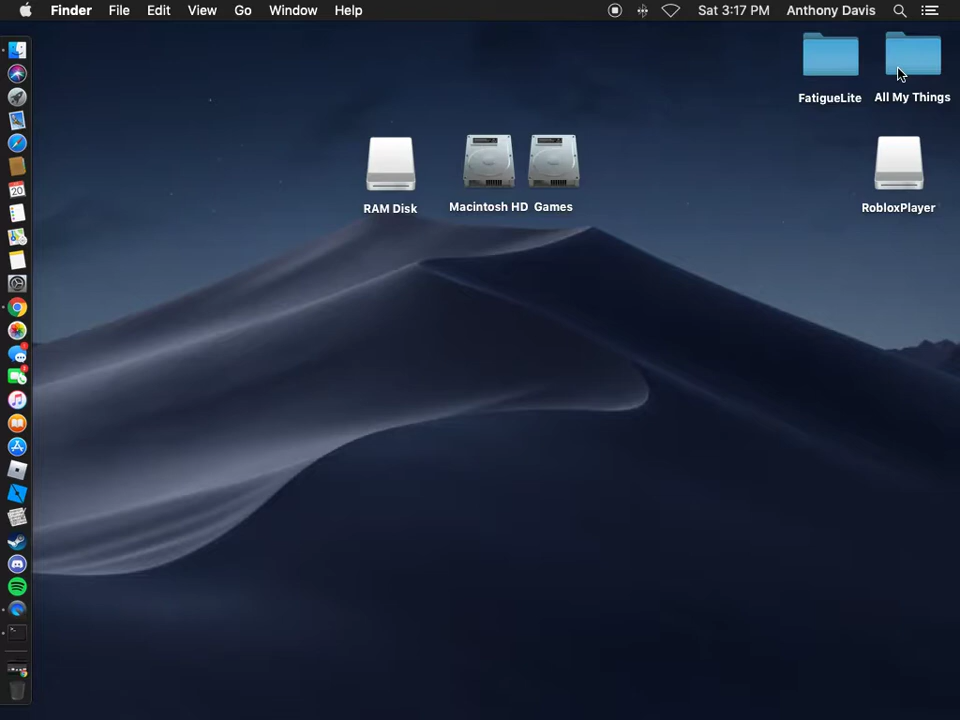 Finder File Edit View Go Window Help Sat 3:17 PM Anthony Davis
FatigueLite All My Things
RAM Disk Macintosh HD Games RobloxPlayer
20